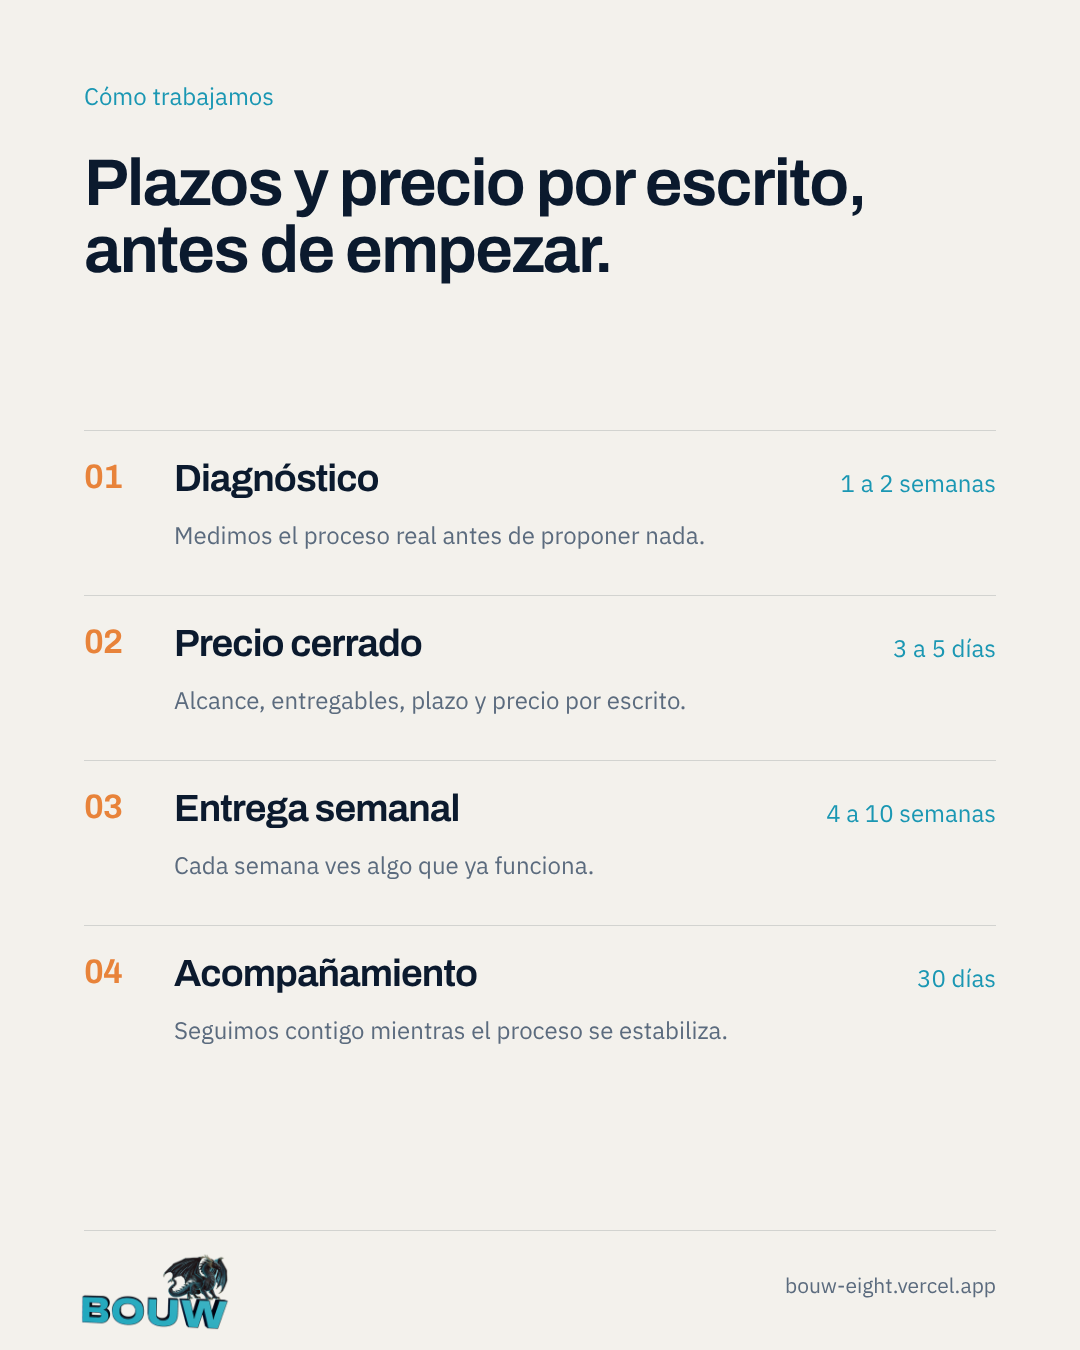 Cómo trabajamos
Plazos y precio por escrito,
antes de empezar.
01 Diagnóstico 1 a 2 semanas
Medimos el proceso real antes de proponer nada.
02 Precio cerrado 3 a 5 días
Alcance, entregables, plazo y precio por escrito.
03 Entrega semanal 4 a 10 semanas
Cada semana ves algo que ya funciona.
04 Acompañamiento 30 días
Seguimos contigo mientras el proceso se estabiliza.
BOUW bouw-eight.vercel.app